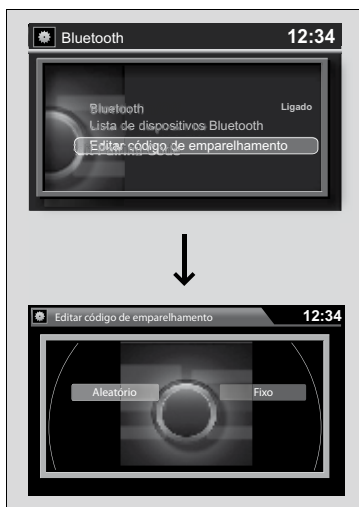 Bluetooth 12:34
Bluetooth Ligado
Lista de dispositivos Bluetooth
Editar código de emparelhamento
Editar código de emparelhamento 12:34
Aleatório Fixo